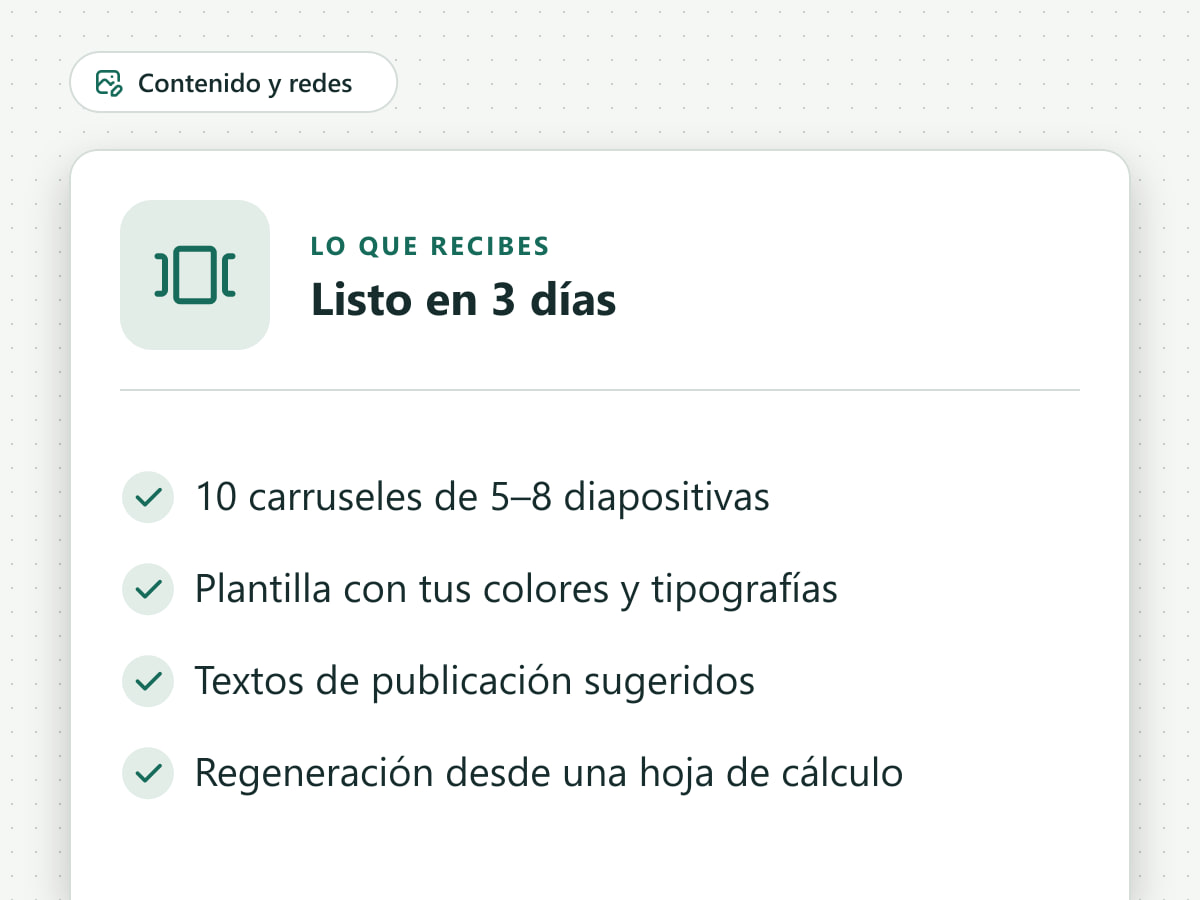 Contenido y redes
LO QUE RECIBES
Listo en 3 días
10 carruseles de 5–8 diapositivas
Plantilla con tus colores y tipografías
Textos de publicación sugeridos
Regeneración desde una hoja de cálculo